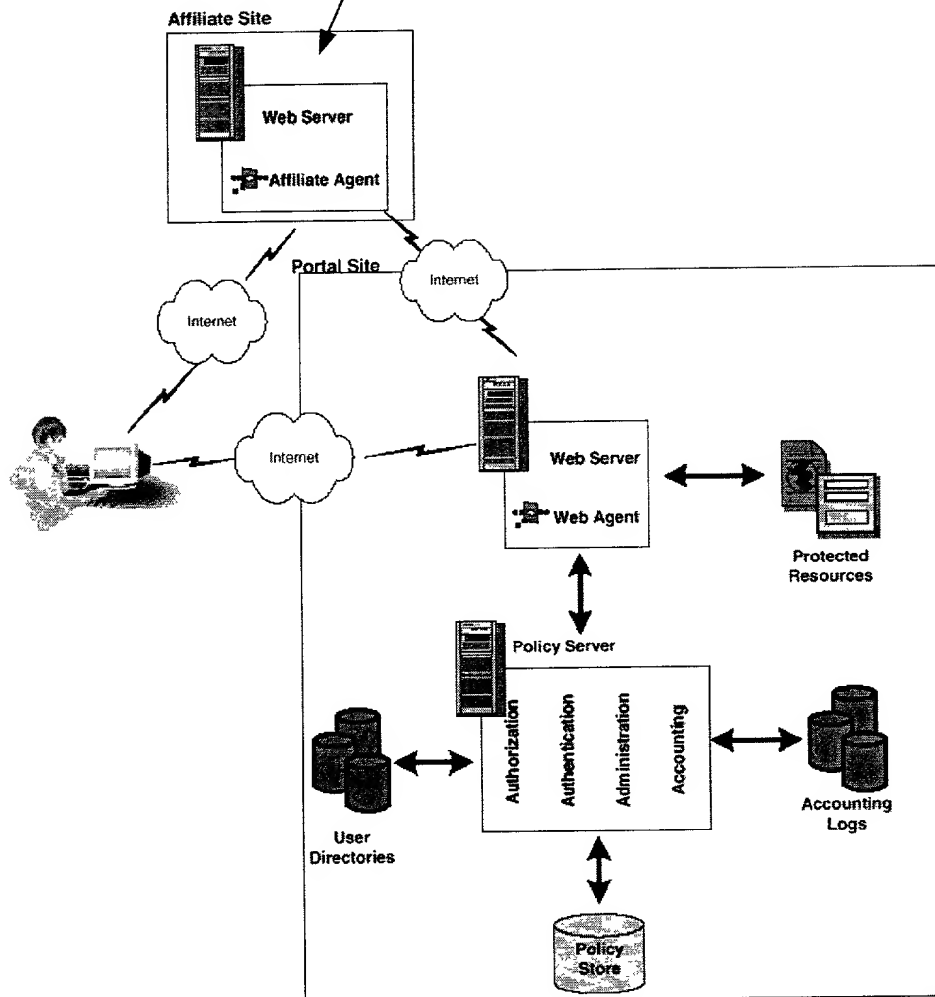 Affiliate Site
Web Server
Affiliate Agent
Portal Site
Internet
Internet
Internet
Web Server
Web Agent
Protected
Resources
Policy Server
Authorization
Authentication
Administration
Accounting
User
Directories
Accounting
Logs
Policy
Store